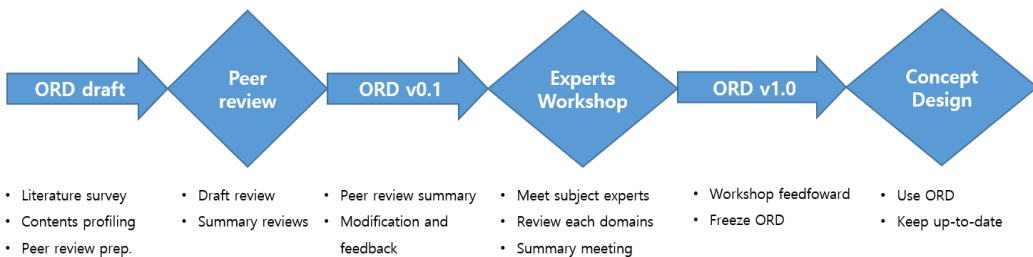 ORD draft
Peer
review
ORD v0.1
Experts
Workshop
ORD v1.0
Concept
Design
• Literature survey
• Contents profiling
• Peer review prep.
• Draft review
• Summary reviews
• Peer review summary
• Modification and
feedback
• Meet subject experts
• Review each domains
• Summary meeting
• Workshop feedfoward
• Freeze ORD
• Use ORD
• Keep up-to-date